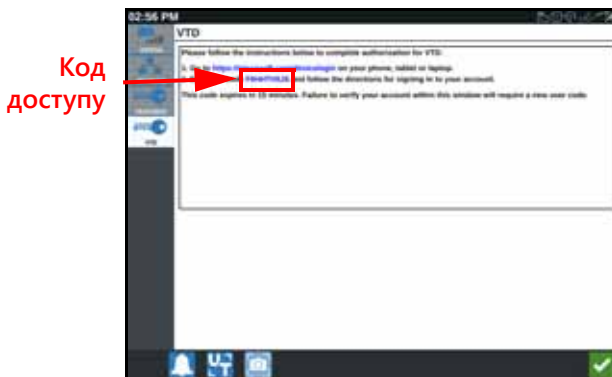 02:56 PM
VTD
Код
доступу
Please follow the instructions below to complete authorization for VTD:
on your phone, tablet or laptop.
and follow the directions for signing in to your account.
This code expires in 15 minutes. Failure to verify your account within this window will require a new user code.
VTD
UT